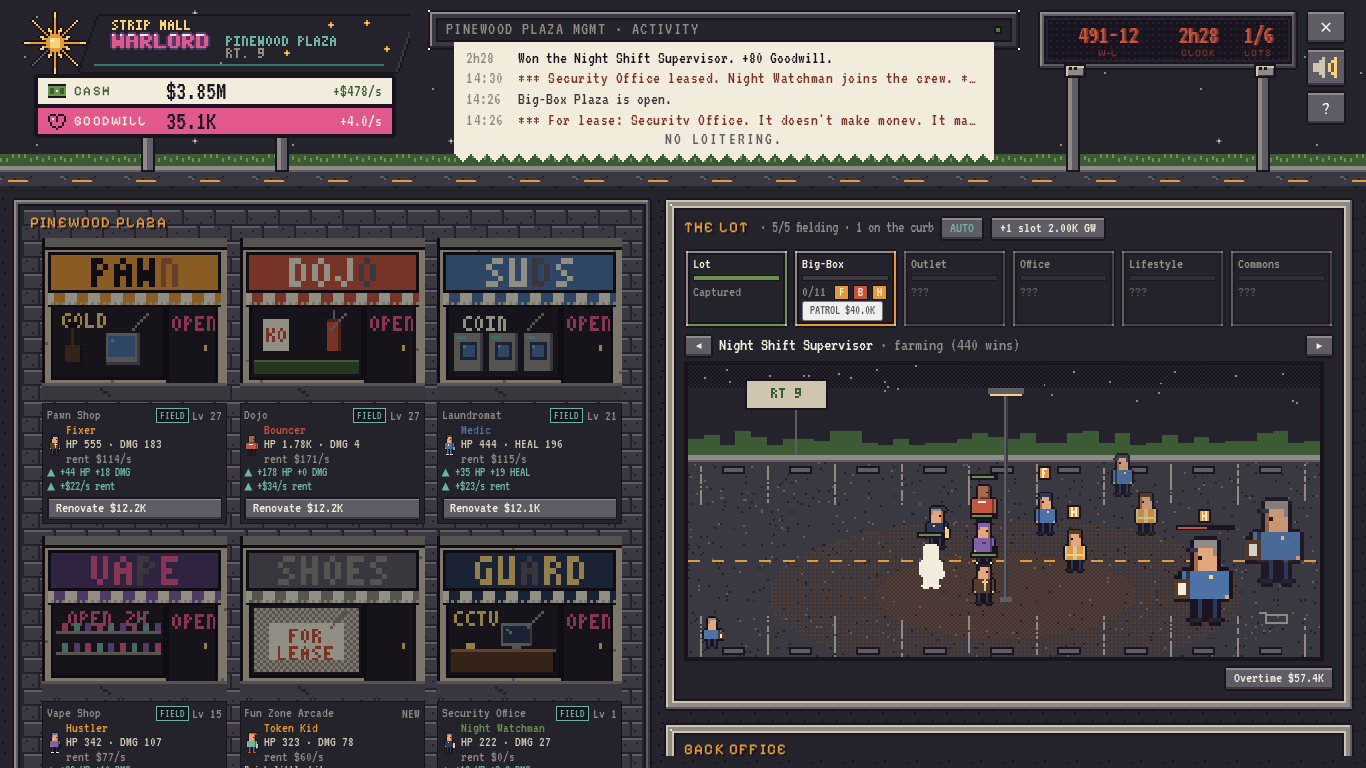 STRIP MALL
WARLORD
PINEWOOD PLAZA
RT. 9
CASH $3.85M +$478/s
GOODWILL 35.1K +4.0/s
PINEWOOD PLAZA MGMT · ACTIVITY
2h28 Won the Night Shift Supervisor. +80 Goodwill.
14:30 *** Security Office leased. Night Watchman joins the crew. *…
14:26 Big-Box Plaza is open.
14:26 *** For lease: Security Office. It doesn't make money. It ma…
NO LOITERING.
491-12 2h28 1/6
W-L CLOCK LOTS
×
?
PINEWOOD PLAZA
PAWN
GOLD
OPEN
DOJO
KO
OPEN
SUDS
COIN
OPEN
Pawn Shop FIELD Lv 27
Fixer
HP 555 · DMG 183
rent $114/s
▲ +44 HP +18 DMG
▲ +$22/s rent
Renovate $12.2K
Dojo FIELD Lv 27
Bouncer
HP 1.78K · DMG 4
rent $171/s
▲ +178 HP +0 DMG
▲ +$34/s rent
Renovate $12.2K
Laundromat FIELD Lv 21
Medic
HP 444 · HEAL 196
rent $115/s
▲ +35 HP +19 HEAL
▲ +$23/s rent
Renovate $12.1K
VAPE
OPEN 24
OPEN
SHOES
FOR
LEASE
GUARD
CCTV
OPEN
Vape Shop FIELD Lv 15
Hustler
HP 342 · DMG 107
rent $77/s
Fun Zone Arcade NEW
Token Kid
HP 323 · DMG 78
rent $60/s
Security Office FIELD Lv 1
Night Watchman
HP 222 · DMG 27
rent $0/s
THE LOT · 5/5 fielding · 1 on the curb AUTO +1 slot 2.00K GW
Lot
Captured
Big-Box
0/11 F B H
PATROL $40.0K
Outlet
???
Office
???
Lifestyle
???
Commons
???
◄ Night Shift Supervisor · farming (440 wins) ►
RT 9
F
H
H
Overtime $57.4K
BACK OFFICE